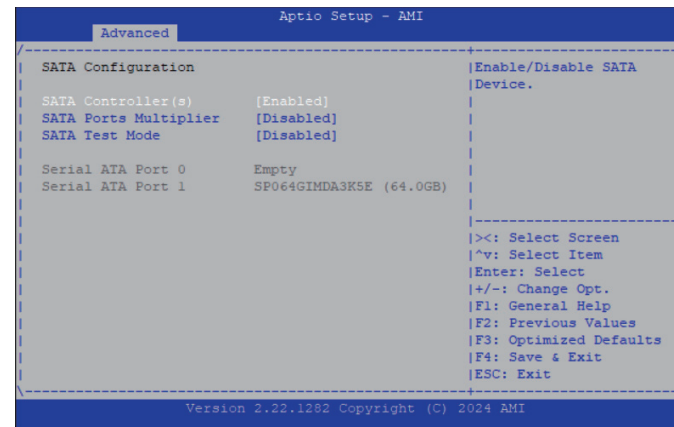 Aptio Setup - AMI
Advanced
/---------------------------------------------------+---------------------
| SATA Configuration |Enable/Disable SATA
| |Device.
| SATA Controller(s) [Enabled] |
| SATA Ports Multiplier [Disabled] |
| SATA Test Mode [Disabled] |
| |
| Serial ATA Port 0 Empty |
| Serial ATA Port 1 SP064GIMDA3K5E (64.0GB) |
| |
| |---------------------
| |><: Select Screen
| |^v: Select Item
| |Enter: Select
| |+/-: Change Opt.
| |F1: General Help
| |F2: Previous Values
| |F3: Optimized Defaults
| |F4: Save & Exit
| |ESC: Exit
\---------------------------------------------------+---------------------
Version 2.22.1282 Copyright (C) 2024 AMI